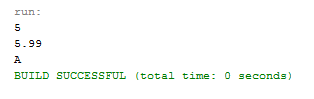 run:
5
5.99
A
BUILD SUCCESSFUL (total time: 0 seconds)